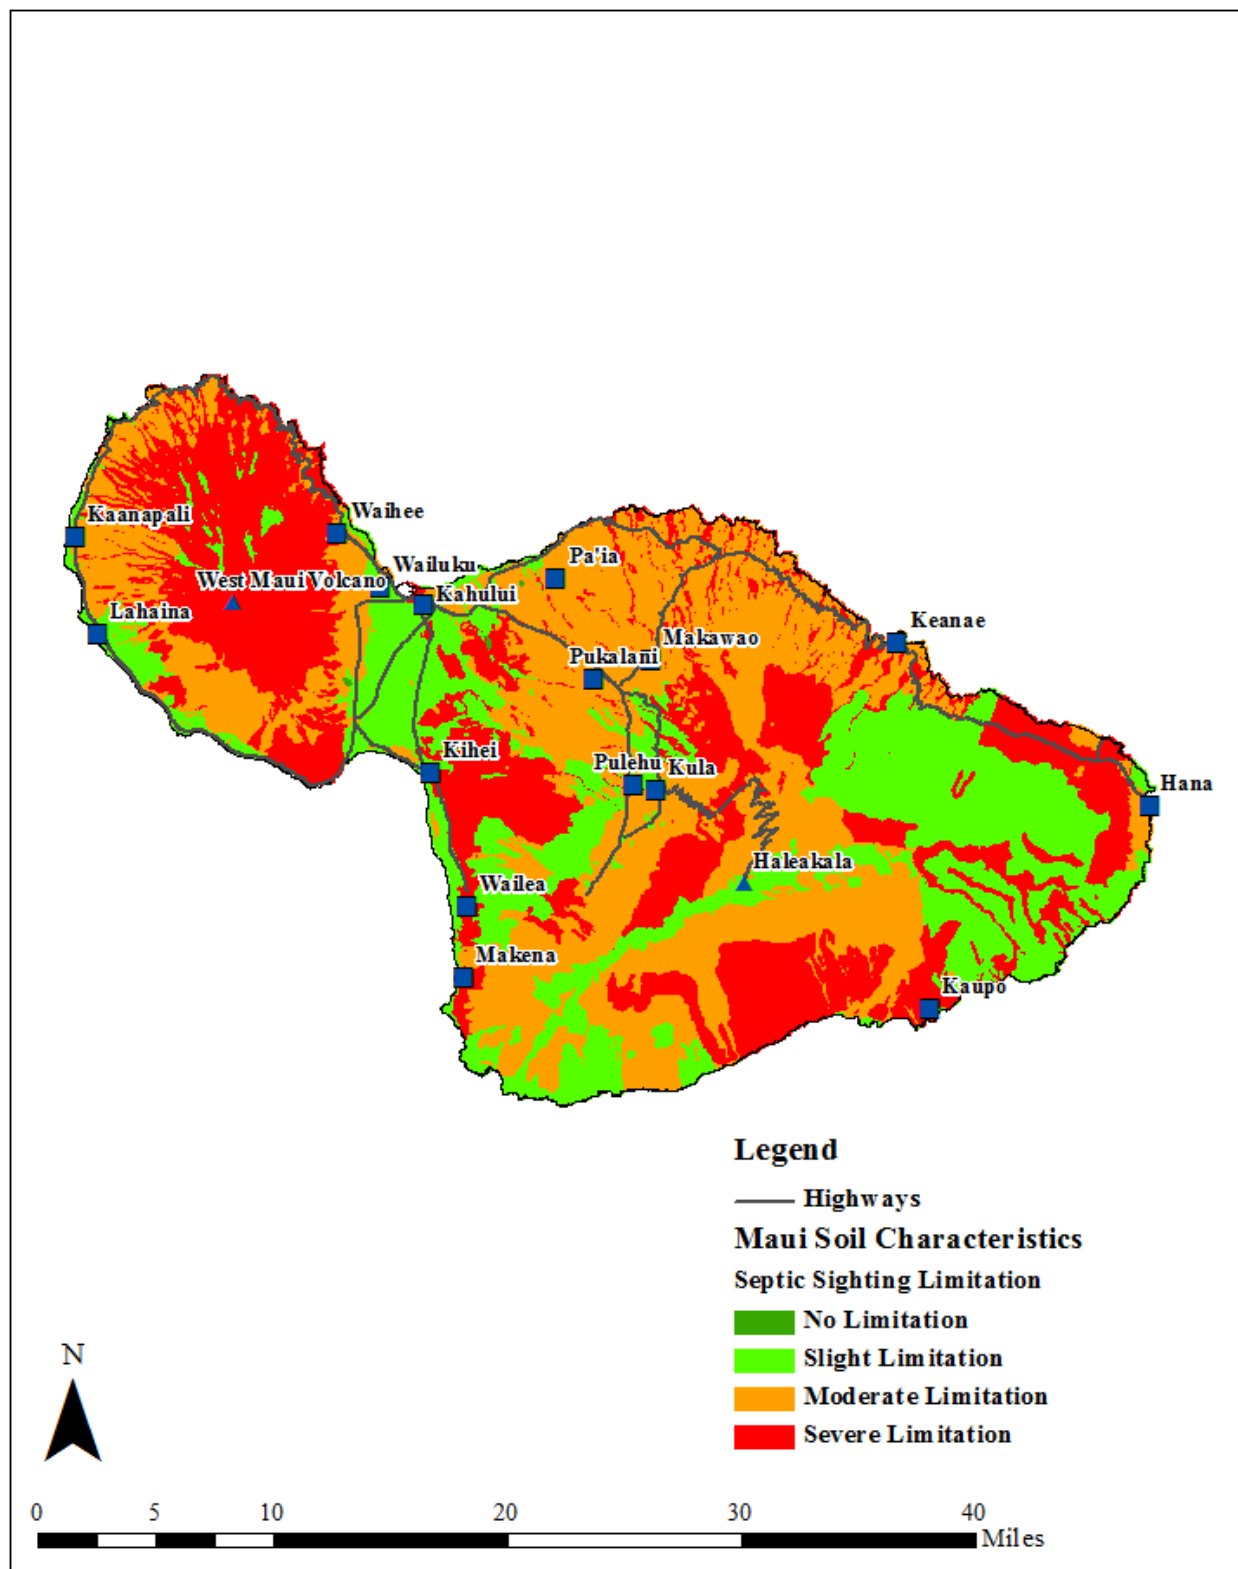 Waihee
Kaanapali
Wailuku
Pa'ia
West Maui Volcano
Kahului
Lahaina
Keanae
Makawao
Pukalani
Kihei
Pulehu
Kula
Hana
Haleakala
Wailea
Makena
Kaupo
Legend
Highways
Maui Soil Characteristics
Septic Sighting Limitation
No Limitation
Slight Limitation
Moderate Limitation
Severe Limitation
N
0 5 10 20 30 40
Miles